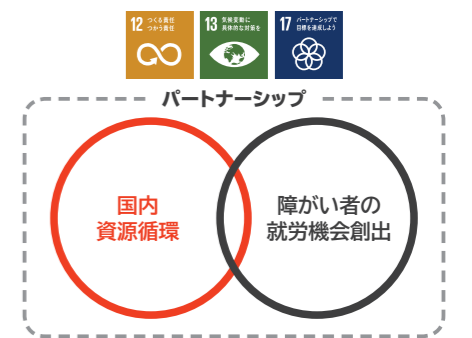 12 つくる責任
つかう責任
13 気候変動に
具体的な対策を
17 パートナーシップで
目標を達成しよう
パートナーシップ
国内
資源循環
障がい者の
就労機会創出